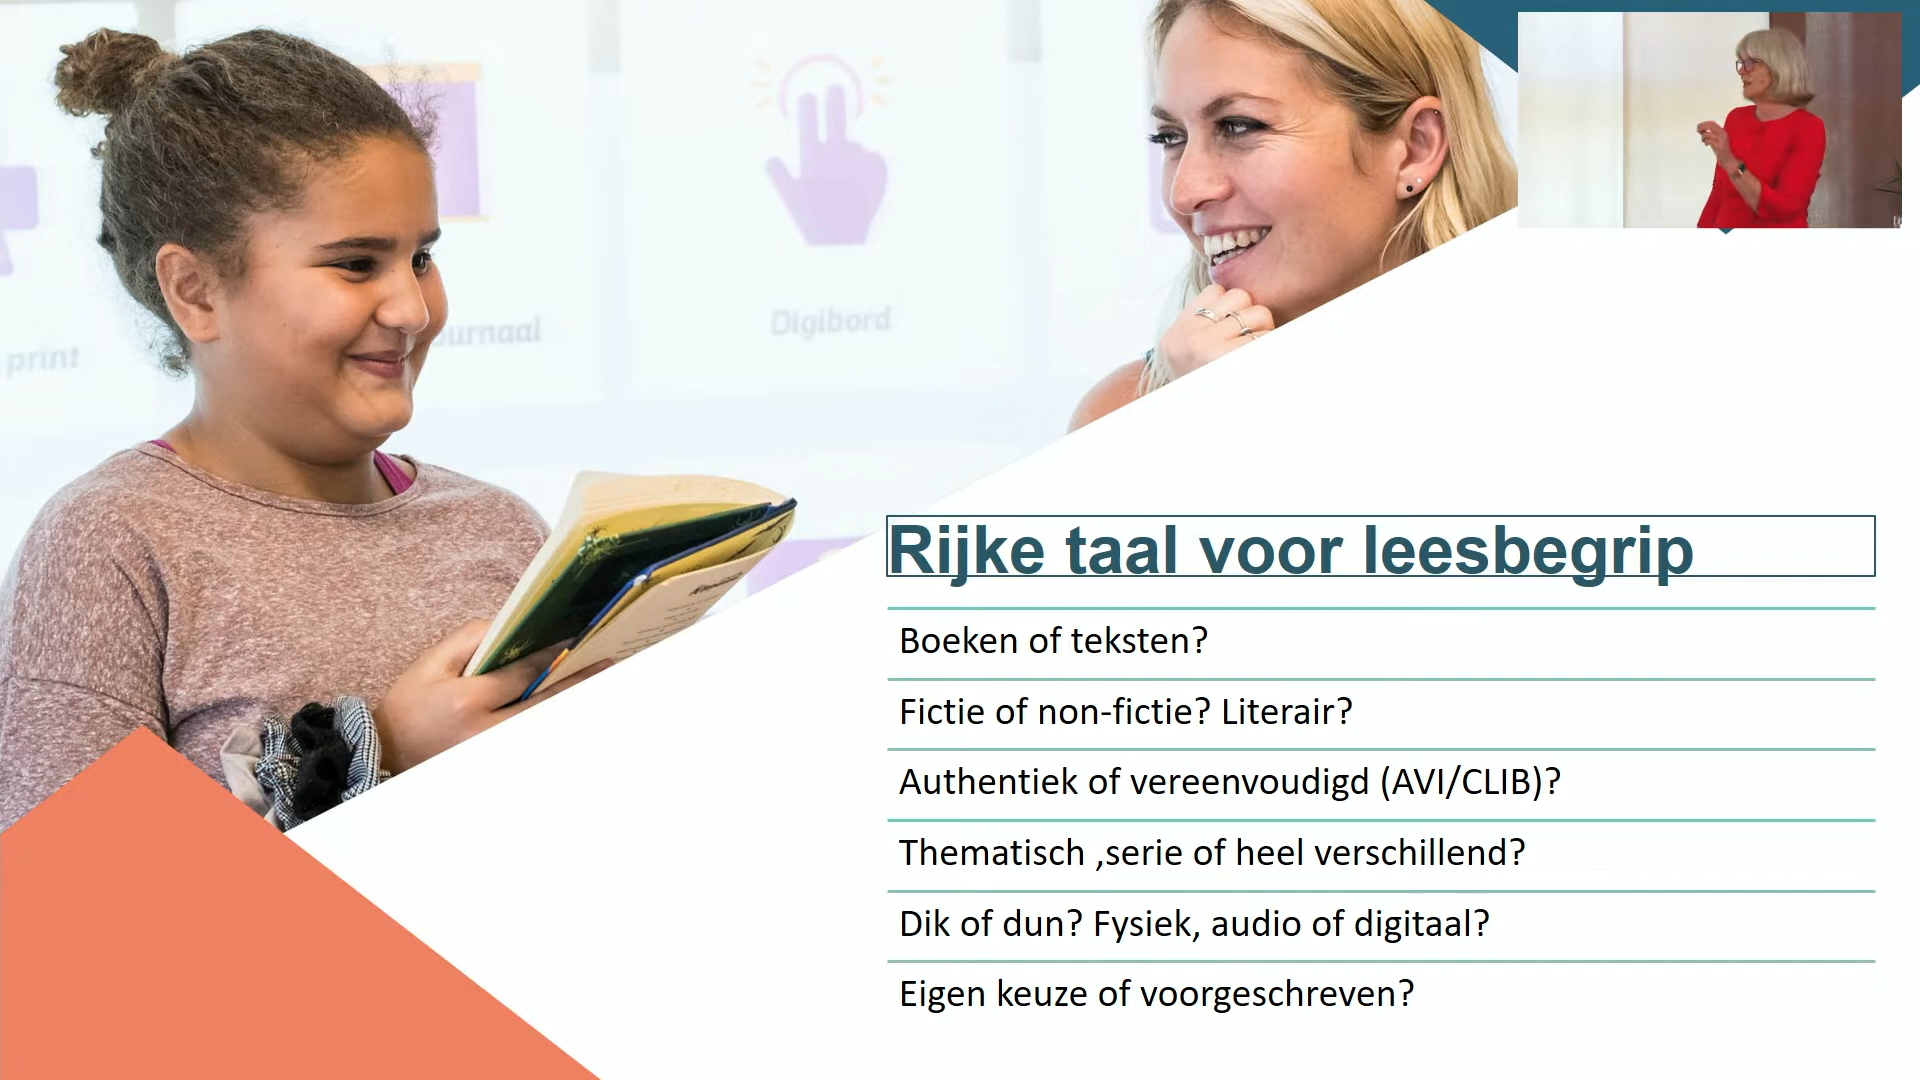 print
urnaal
Digibord
Rijke taal voor leesbegrip
Boeken of teksten?
Fictie of non-fictie? Literair?
Authentiek of vereenvoudigd (AVI/CLIB)?
Thematisch ,serie of heel verschillend?
Dik of dun? Fysiek, audio of digitaal?
Eigen keuze of voorgeschreven?